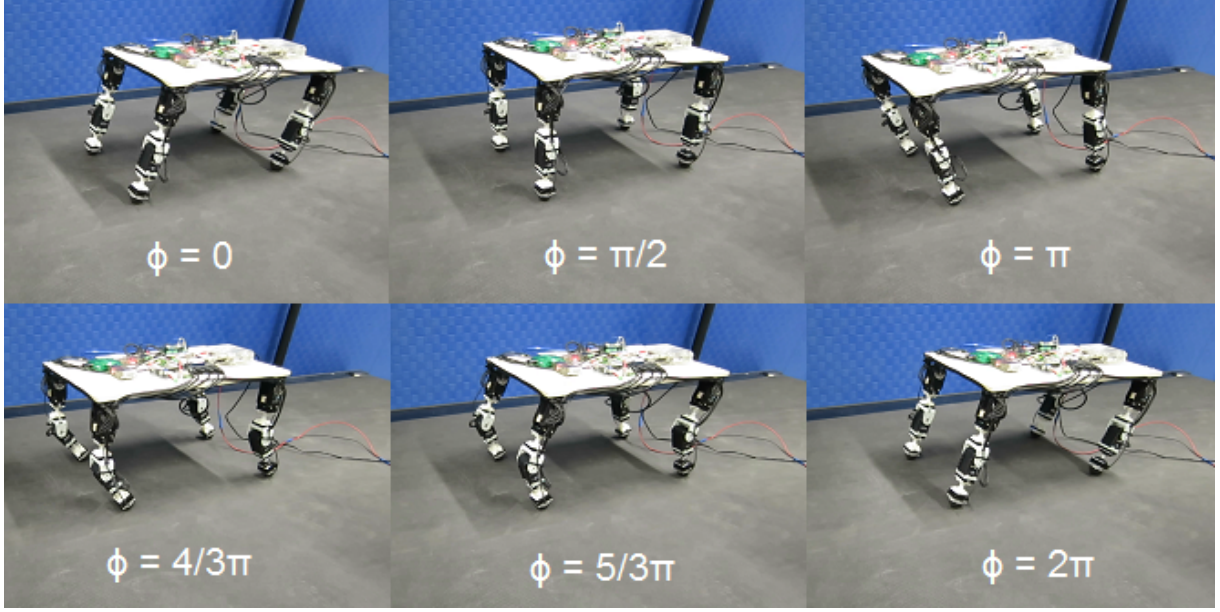 ϕ = 0
ϕ = π/2
ϕ = π
ϕ = 4/3π
ϕ = 5/3π
ϕ = 2π